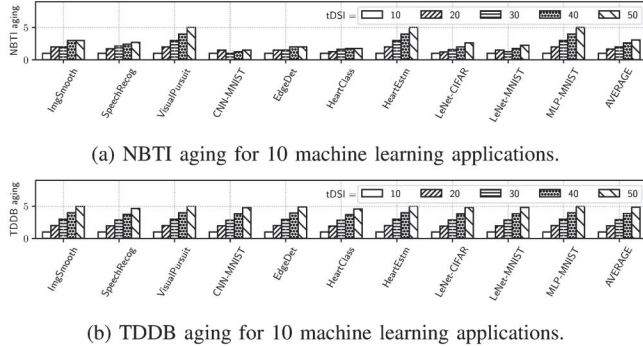 tDSI 10 20 30 40 50
5
0
NBTI aging
ImgSmooth
SpeechRecog
VisualPursuit
CNN-MNIST
EdgeDet
HeartClass
HeartEstm
LeNet-CIFAR
LeNet-MNIST
MLP-MNIST
AVERAGE
(a) NBTI aging for 10 machine learning applications.
tDSI 10 20 30 40 50
5
0
TDDB aging
ImgSmooth
SpeechRecog
VisualPursuit
CNN-MNIST
EdgeDet
HeartClass
HeartEstm
LeNet-CIFAR
LeNet-MNIST
MLP-MNIST
AVERAGE
(b) TDDB aging for 10 machine learning applications.